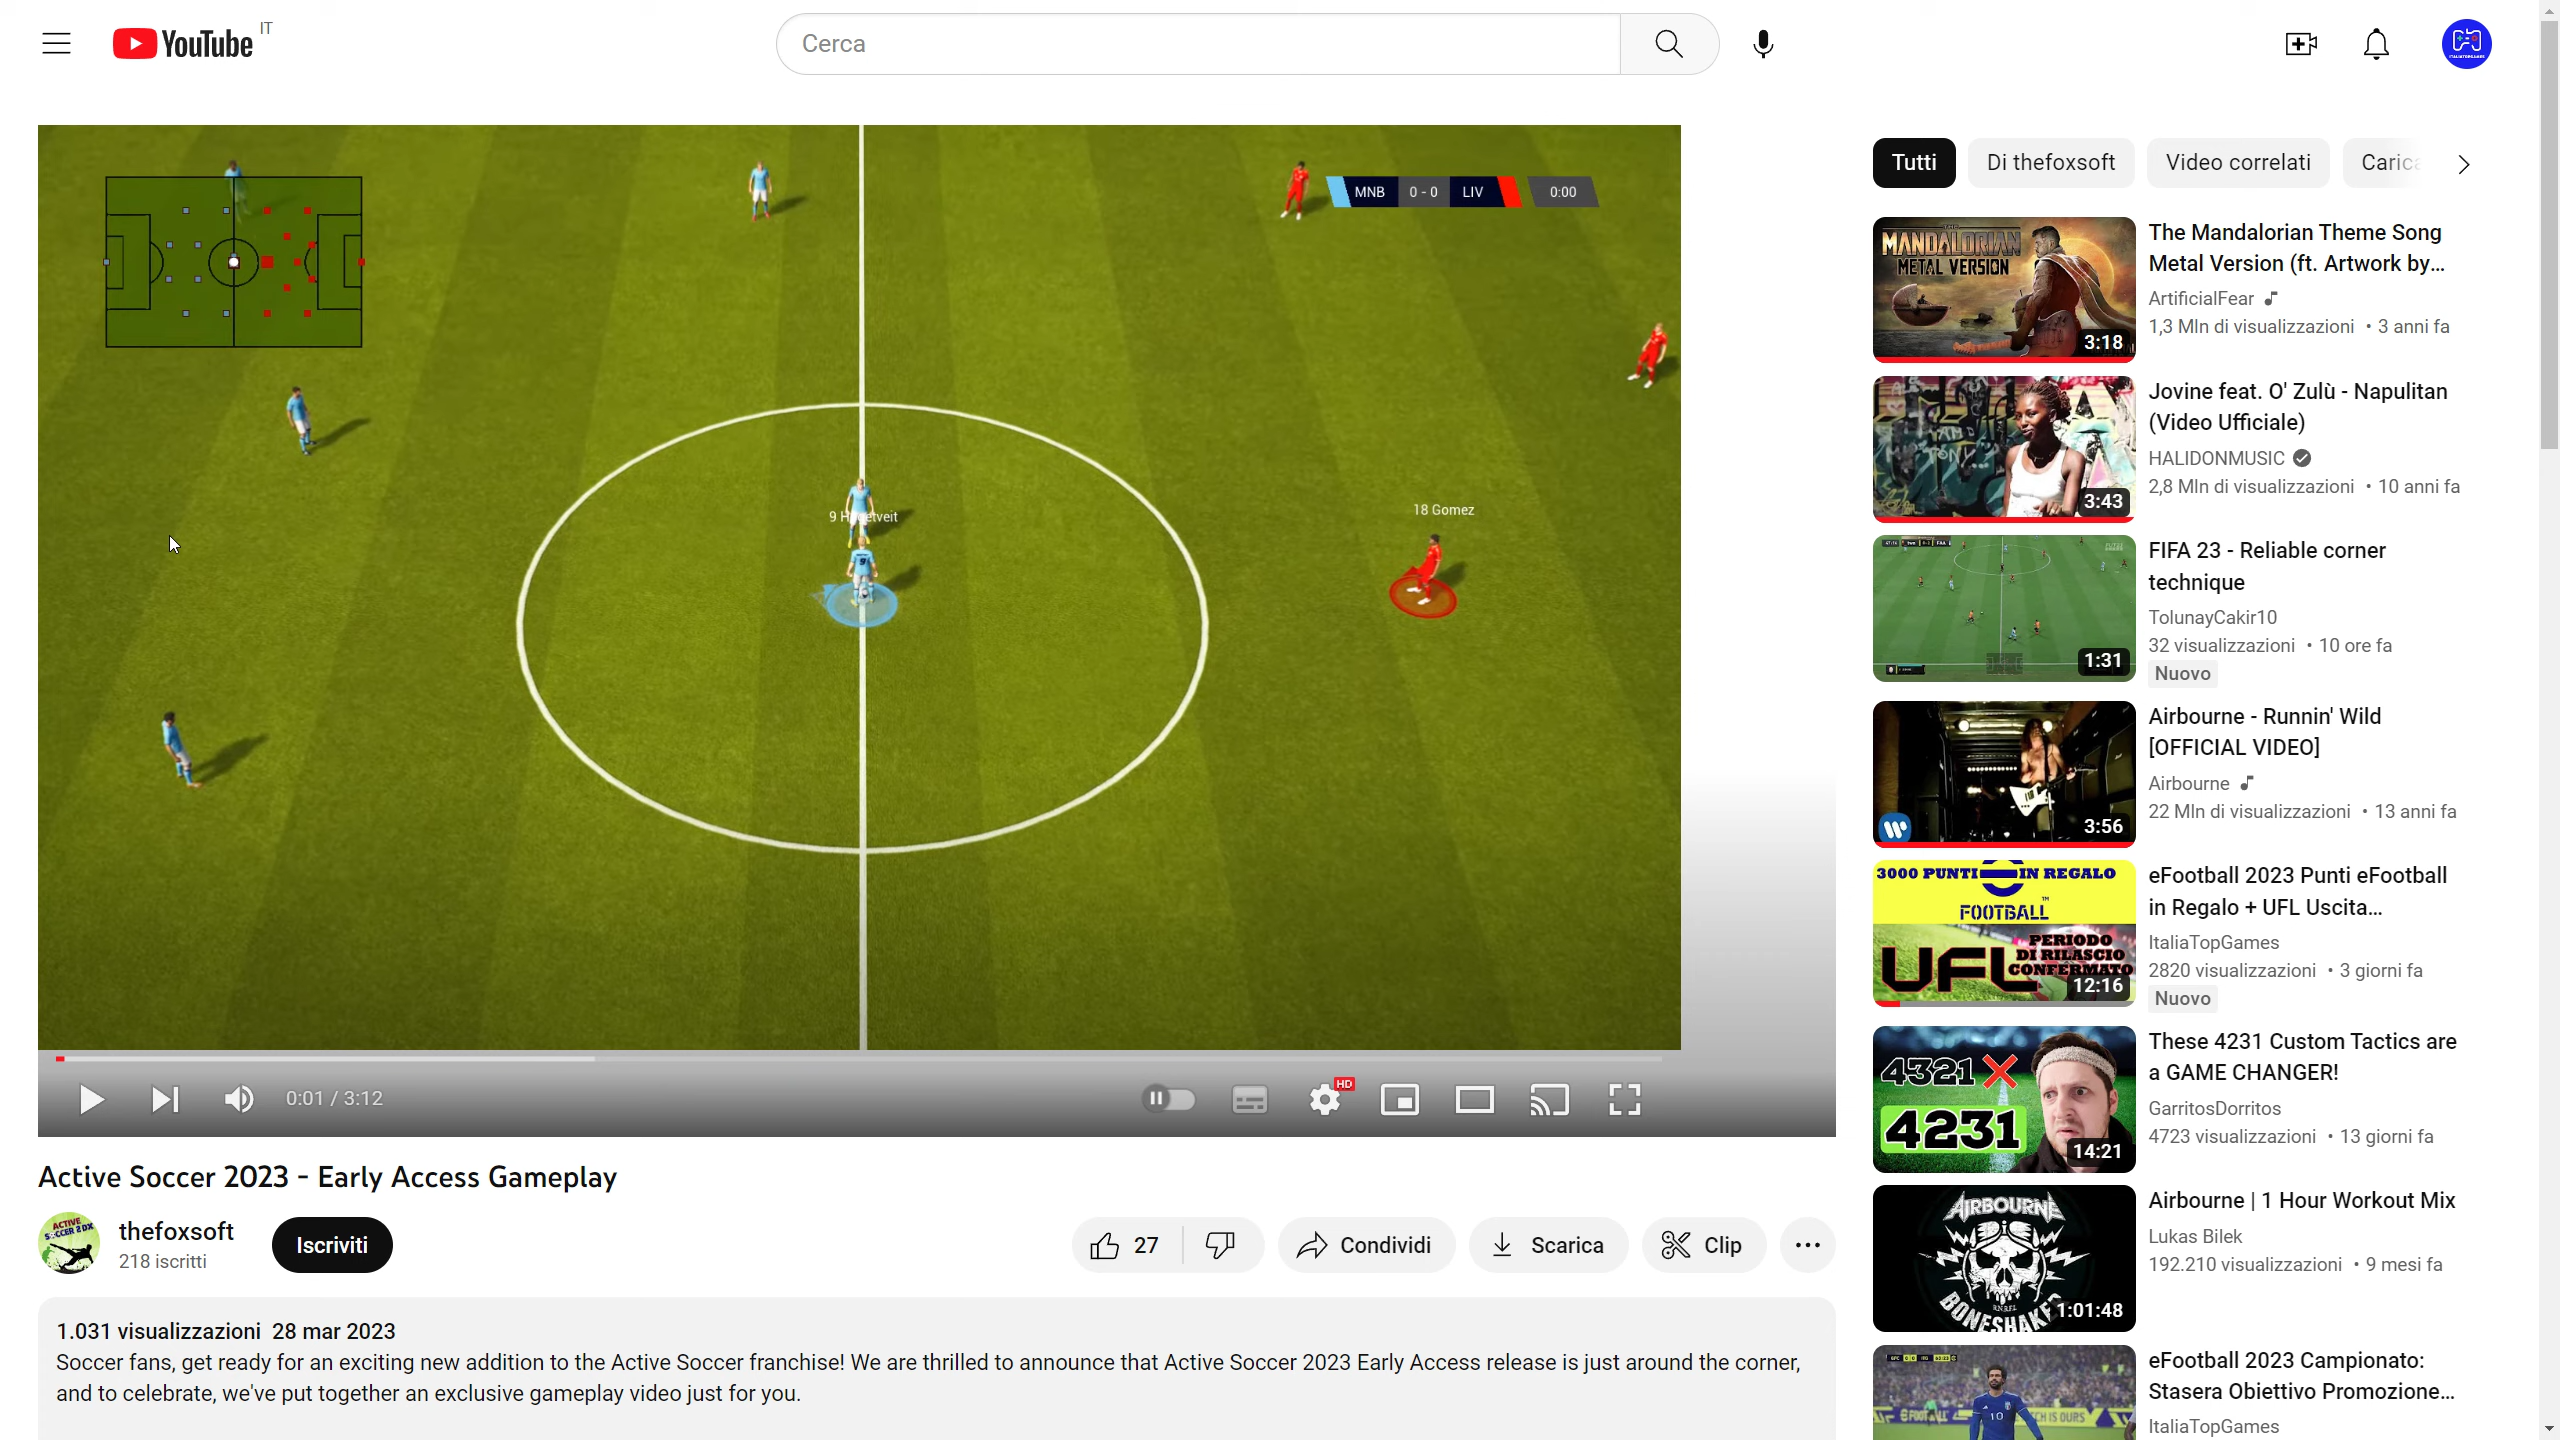 YouTube IT
Cerca
MNB 0 - 0 LIV 0:00
18 Gomez
0:01 / 3:12
HD
Active Soccer 2023 - Early Access Gameplay
thefoxsoft
218 iscritti
Iscriviti
27
Condividi
Scarica
Clip
1.031 visualizzazioni 28 mar 2023
Soccer fans, get ready for an exciting new addition to the Active Soccer franchise! We are thrilled to announce that Active Soccer 2023 Early Access release is just around the corner,
and to celebrate, we've put together an exclusive gameplay video just for you.
Tutti
Di thefoxsoft
Video correlati
THE
MANDALORIAN
METAL VERSION
3:18
The Mandalorian Theme Song
Metal Version (ft. Artwork by...
ArtificialFear
1,3 Mln di visualizzazioni • 3 anni fa
3:43
Jovine feat. O' Zulù - Napulitan
(Video Ufficiale)
HALIDONMUSIC
2,8 Mln di visualizzazioni • 10 anni fa
1:31
FIFA 23 - Reliable corner
technique
TolunayCakir10
32 visualizzazioni • 10 ore fa
Nuovo
3:56
Airbourne - Runnin' Wild
[OFFICIAL VIDEO]
Airbourne
22 Mln di visualizzazioni • 13 anni fa
3000 PUNTI IN REGALO
FOOTBALL™
UFL
PERIODO
DI RILASCIO
CONFERMATO
12:16
eFootball 2023 Punti eFootball
in Regalo + UFL Uscita...
ItaliaTopGames
2820 visualizzazioni • 3 giorni fa
Nuovo
4321
4231
14:21
These 4231 Custom Tactics are
a GAME CHANGER!
GarritosDorritos
4723 visualizzazioni • 13 giorni fa
AIRBOURNE
1:01:48
Airbourne | 1 Hour Workout Mix
Lukas Bilek
192.210 visualizzazioni • 9 mesi fa
eFootball 2023 Campionato:
Stasera Obiettivo Promozione...
ItaliaTopGames